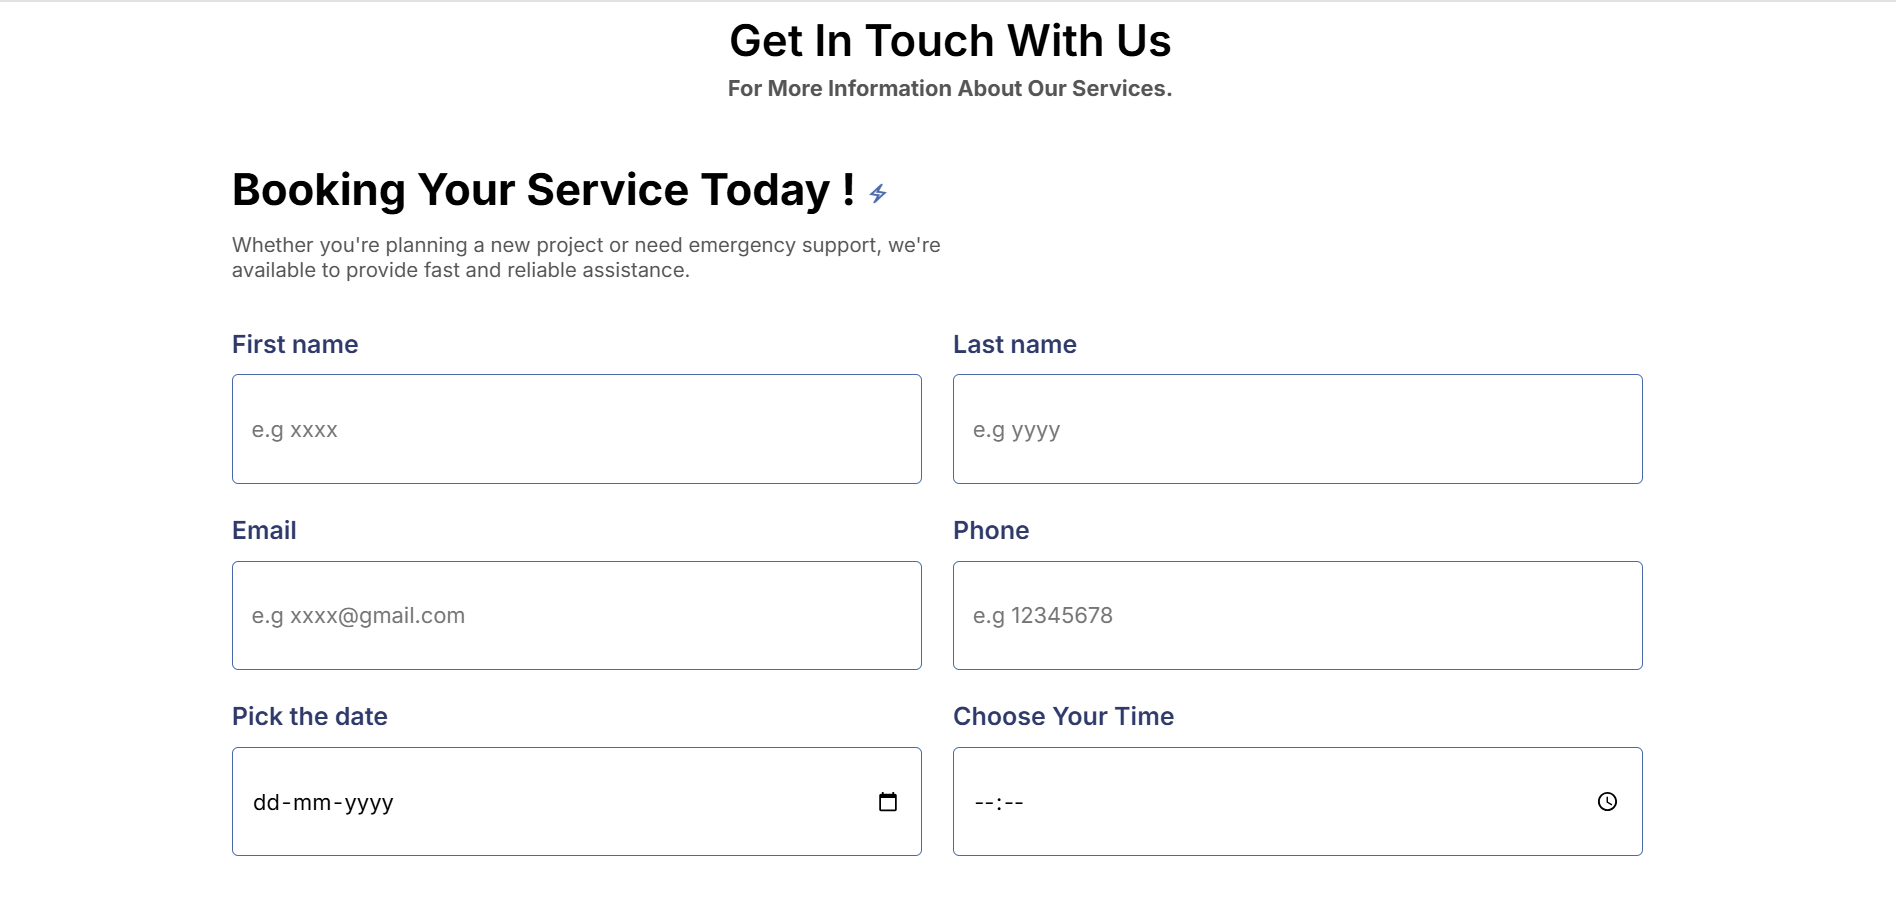 Get In Touch With Us
For More Information About Our Services.
Booking Your Service Today !
Whether you're planning a new project or need emergency support, we're
available to provide fast and reliable assistance.
First name
Last name
e.g xxxx
e.g yyyy
Email
Phone
e.g xxxx@gmail.com
e.g 12345678
Pick the date
Choose Your Time
dd-mm-yyyy
--:--